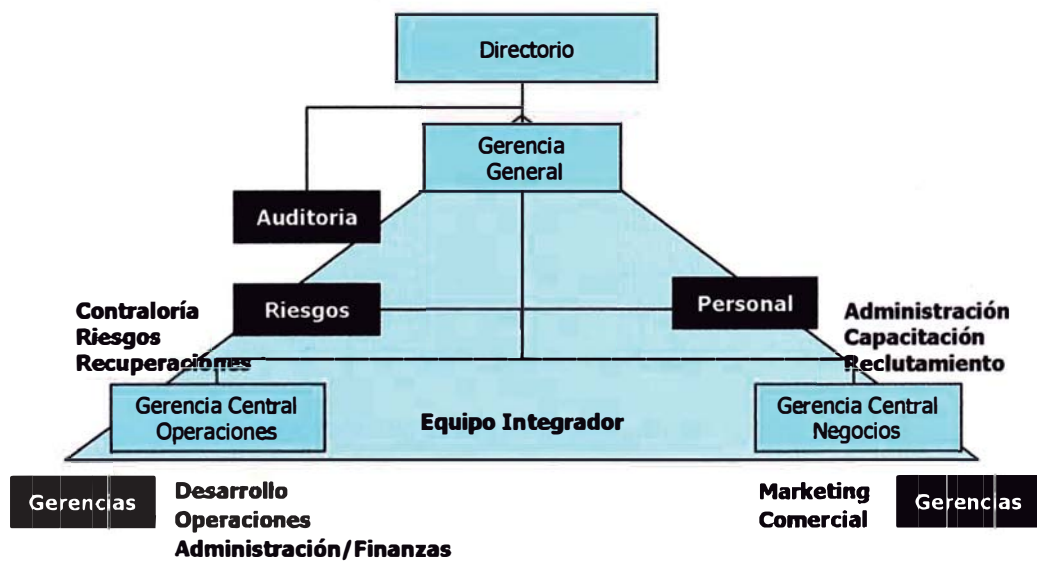 Directorio
Gerencia
General
Auditoria
Contraloría
Riesgos
Recuperaciones
Riesgos
Personal
Administración
Capacitación
Reclutamiento
Gerencia Central
Operaciones
Equipo Integrador
Gerencia Central
Negocios
Gerencias
Desarrollo
Operaciones
Administración/Finanzas
Marketing
Comercial
Gerencias